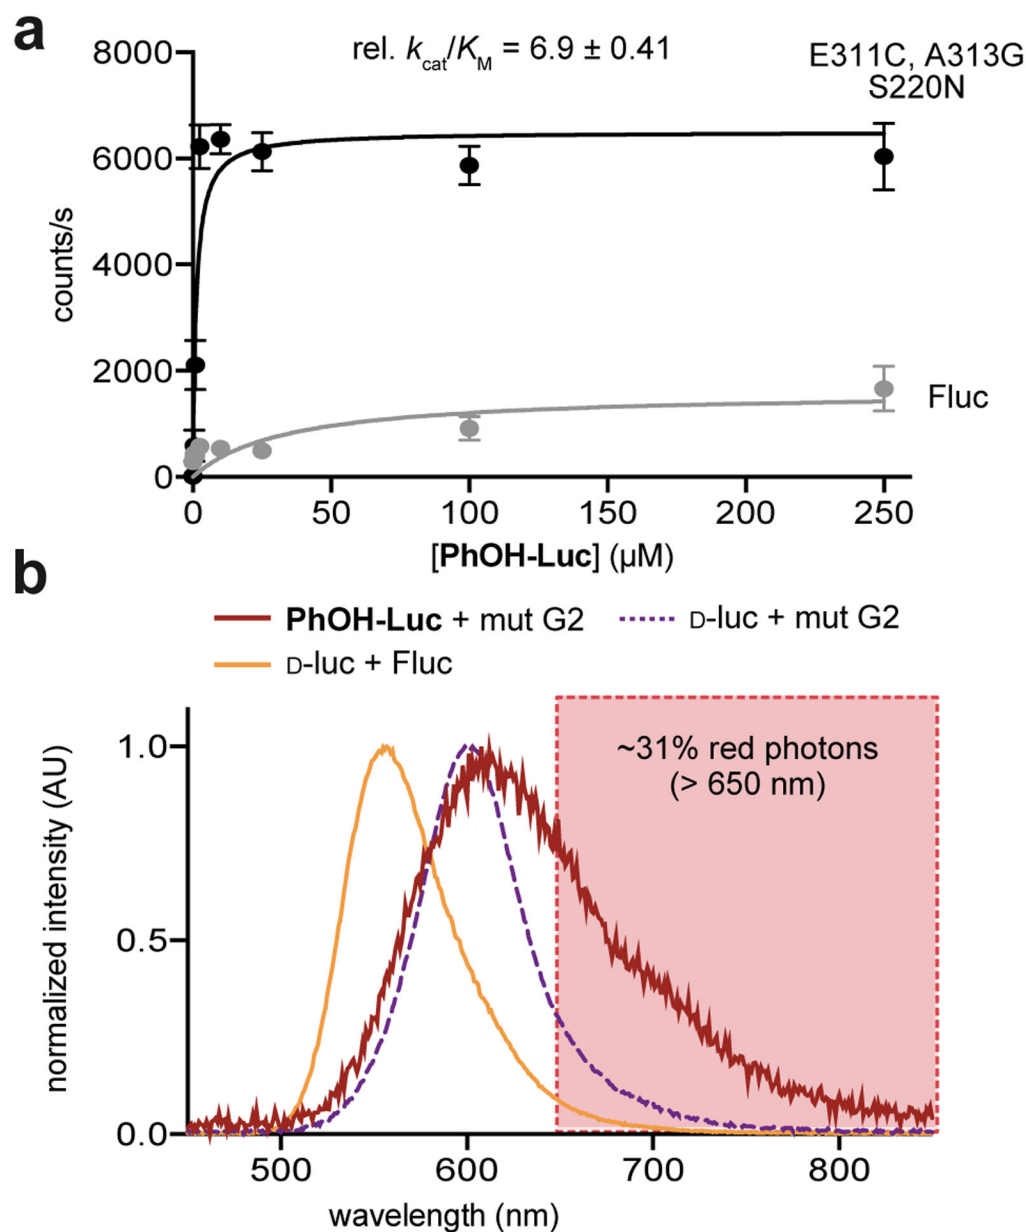 a
rel. kcat/KM = 6.9 ± 0.41
E311C, A313G
S220N
8000
6000
4000
2000
0
counts/s
Fluc
0 50 100 150 200 250
[PhOH-Luc] (µM)
b
PhOH-Luc + mut G2
D-luc + mut G2
D-luc + Fluc
~31% red photons
(> 650 nm)
1.0
0.5
0.0
normalized intensity (AU)
500 600 700 800
wavelength (nm)